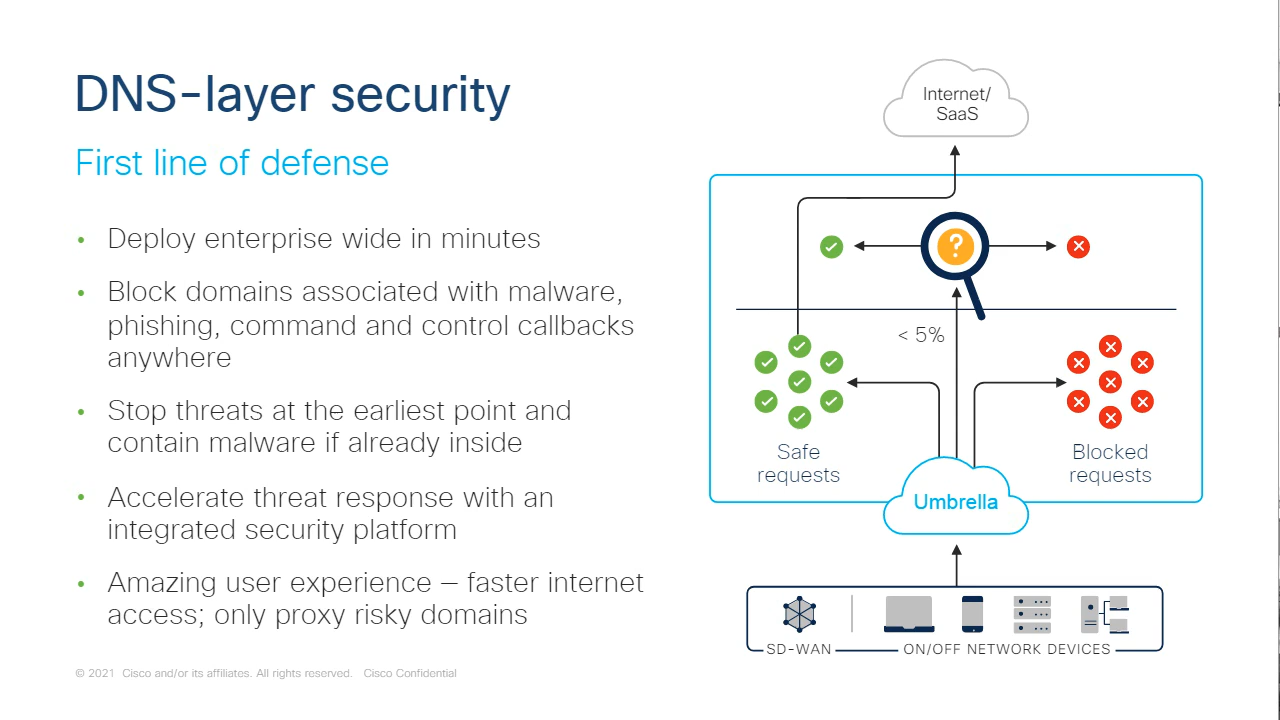 DNS-layer security
First line of defense
• Deploy enterprise wide in minutes
• Block domains associated with malware,
phishing, command and control callbacks
anywhere
• Stop threats at the earliest point and
contain malware if already inside
• Accelerate threat response with an
integrated security platform
• Amazing user experience – faster internet
access; only proxy risky domains
© 2021 Cisco and/or its affiliates. All rights reserved. Cisco Confidential
Internet/
SaaS
?
< 5%
Safe
requests
Blocked
requests
Umbrella
SD-WAN
ON/OFF NETWORK DEVICES